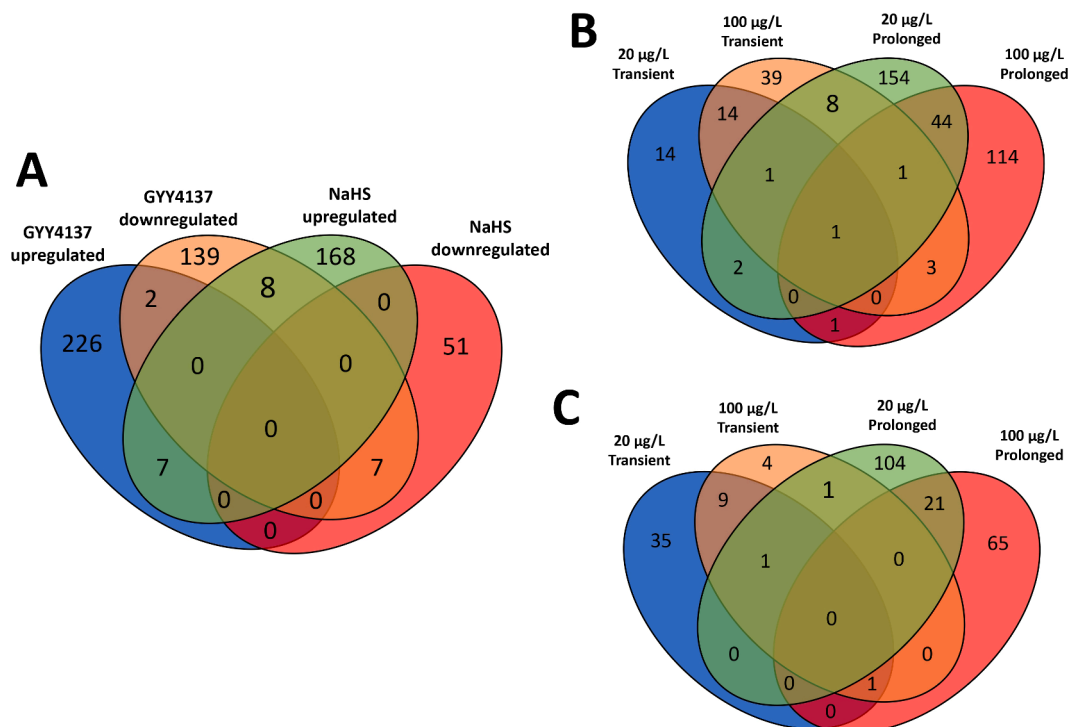 A
GYY4137
upregulated
GYY4137
downregulated
NaHS
upregulated
NaHS
downregulated
226
139
168
51
2
8
0
0
0
0
7
7
0
0
0
B
20 µg/L
Transient
100 µg/L
Transient
20 µg/L
Prolonged
100 µg/L
Prolonged
39
154
14
8
44
14
114
1
1
1
2
3
0
0
1
C
20 µg/L
Transient
100 µg/L
Transient
20 µg/L
Prolonged
100 µg/L
Prolonged
4
104
9
1
21
35
65
1
0
0
0
0
0
1
0